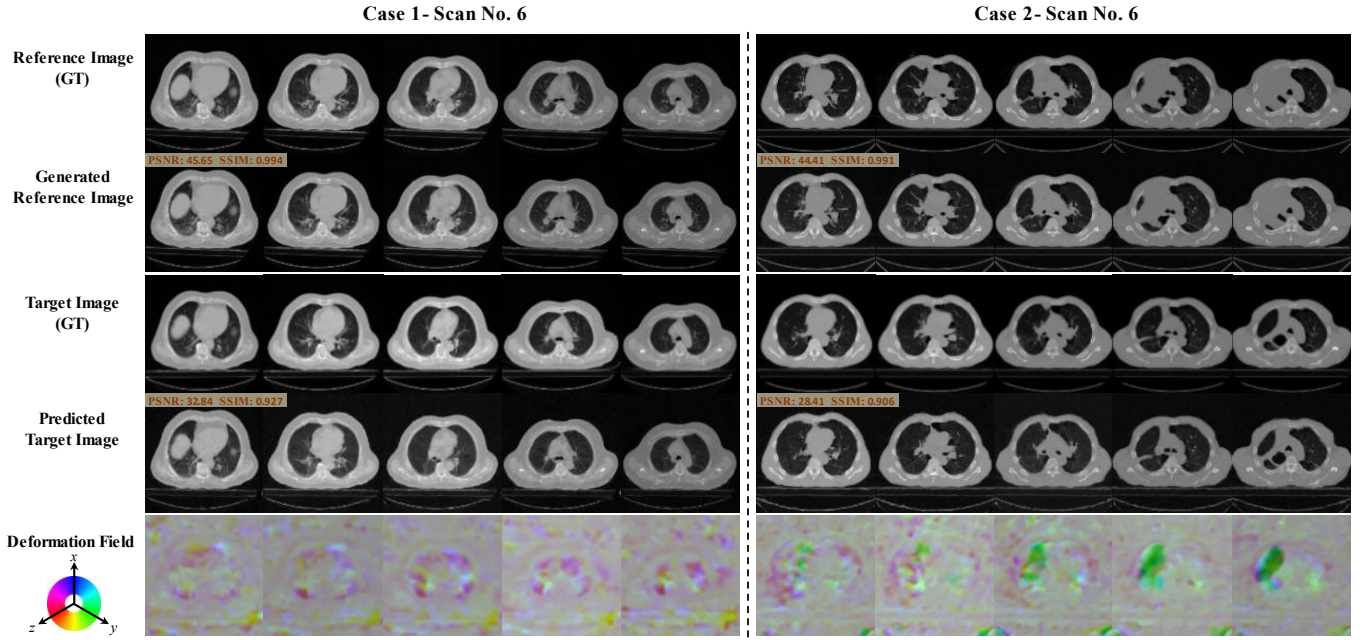 Case 1- Scan No. 6
Case 2- Scan No. 6
Reference Image
(GT)
PSNR: 45.65 SSIM: 0.994
PSNR: 44.41 SSIM: 0.991
Generated
Reference Image
Target Image
(GT)
PSNR: 32.84 SSIM: 0.927
PSNR: 28.41 SSIM: 0.906
Predicted
Target Image
Deformation Field
x
z
y